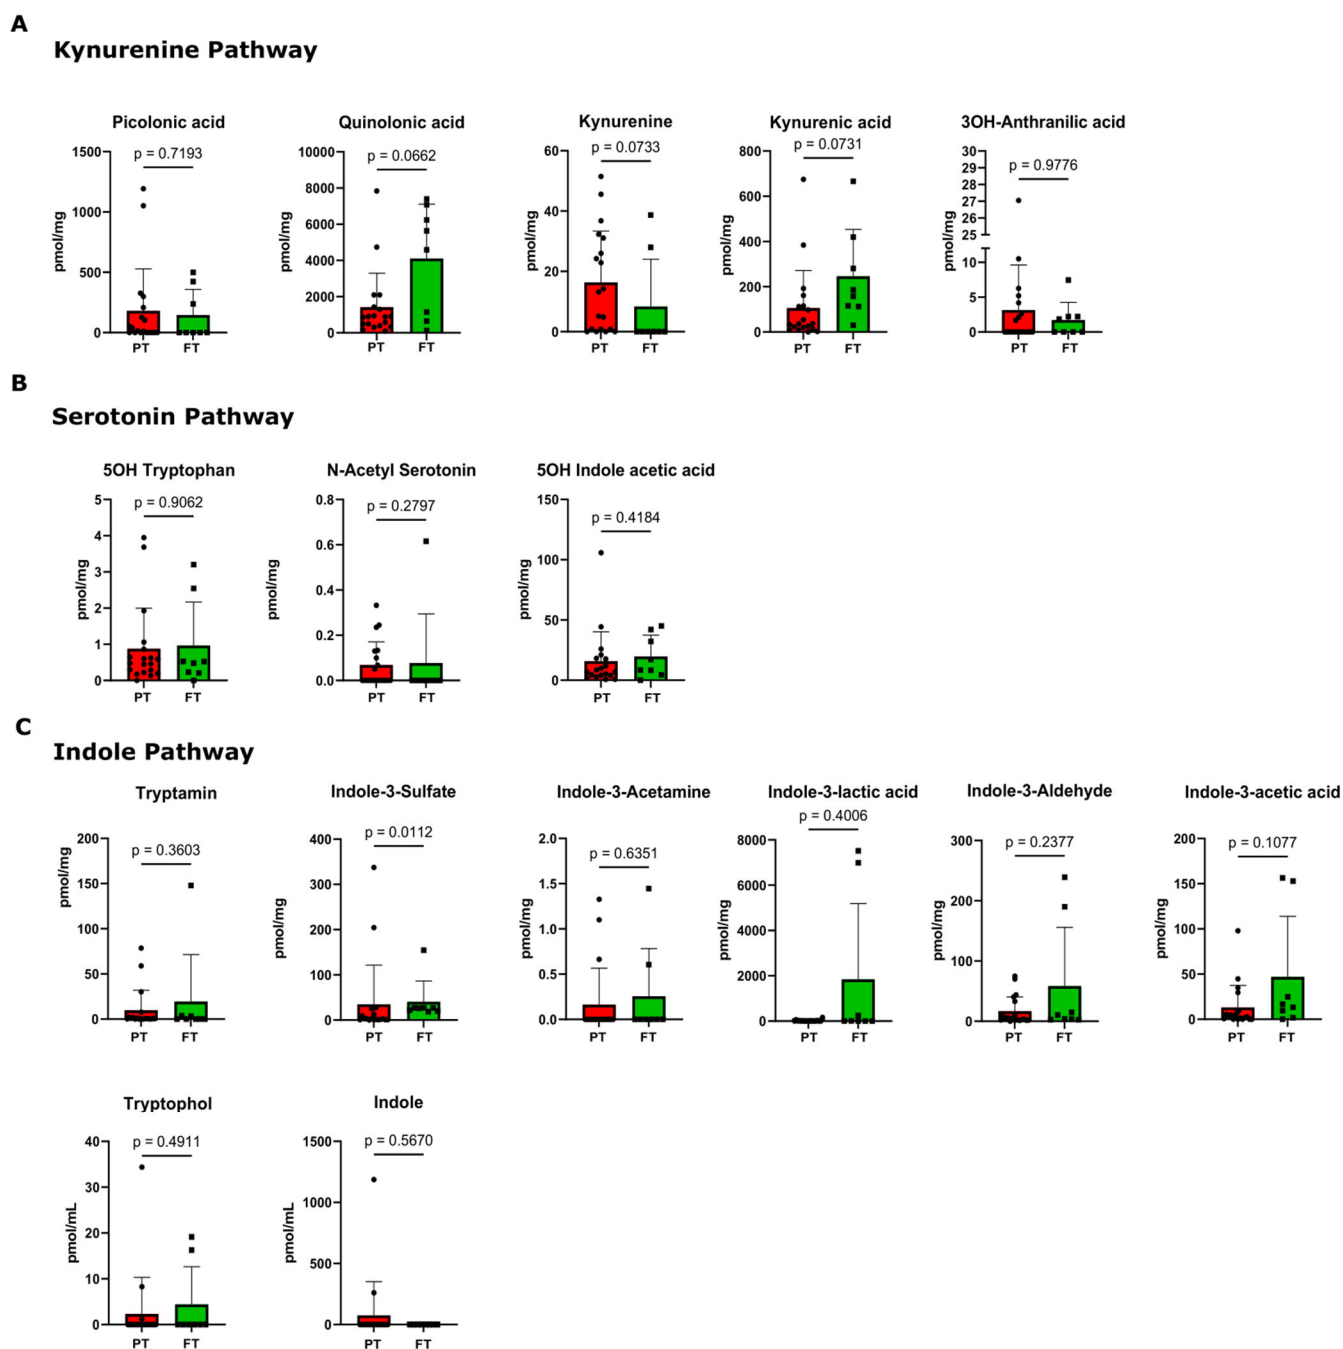 A
Kynurenine Pathway
Picolonic acid
p = 0.7193
1500
1000
500
0
pmol/mg
PT
FT
Quinolonic acid
p = 0.0662
10000
8000
6000
4000
2000
0
pmol/mg
PT
FT
Kynurenine
p = 0.0733
60
40
20
0
pmol/mg
PT
FT
Kynurenic acid
p = 0.0731
800
600
400
200
0
pmol/mg
PT
FT
3OH-Anthranilic acid
p = 0.9776
30
29
28
27
26
25
10
5
0
pmol/mg
PT
FT
B
Serotonin Pathway
5OH Tryptophan
p = 0.9062
5
4
3
2
1
0
pmol/mg
PT
FT
N-Acetyl Serotonin
p = 0.2797
0.8
0.6
0.4
0.2
0.0
pmol/mg
PT
FT
5OH Indole acetic acid
p = 0.4184
150
100
50
0
pmol/mg
PT
FT
C
Indole Pathway
Tryptamin
p = 0.3603
200
150
100
50
0
pmol/mg
PT
FT
Indole-3-Sulfate
p = 0.0112
400
300
200
100
0
pmol/mg
PT
FT
Indole-3-Acetamine
p = 0.6351
2.0
1.5
1.0
0.5
0.0
pmol/mg
PT
FT
Indole-3-lactic acid
p = 0.4006
8000
6000
4000
2000
0
pmol/mg
PT
FT
Indole-3-Aldehyde
p = 0.2377
300
200
100
0
pmol/mg
PT
FT
Indole-3-acetic acid
p = 0.1077
200
150
100
50
0
pmol/mg
PT
FT
Tryptophol
p = 0.4911
40
30
20
10
0
pmol/mL
PT
FT
Indole
p = 0.5670
1500
1000
500
0
pmol/mL
PT
FT